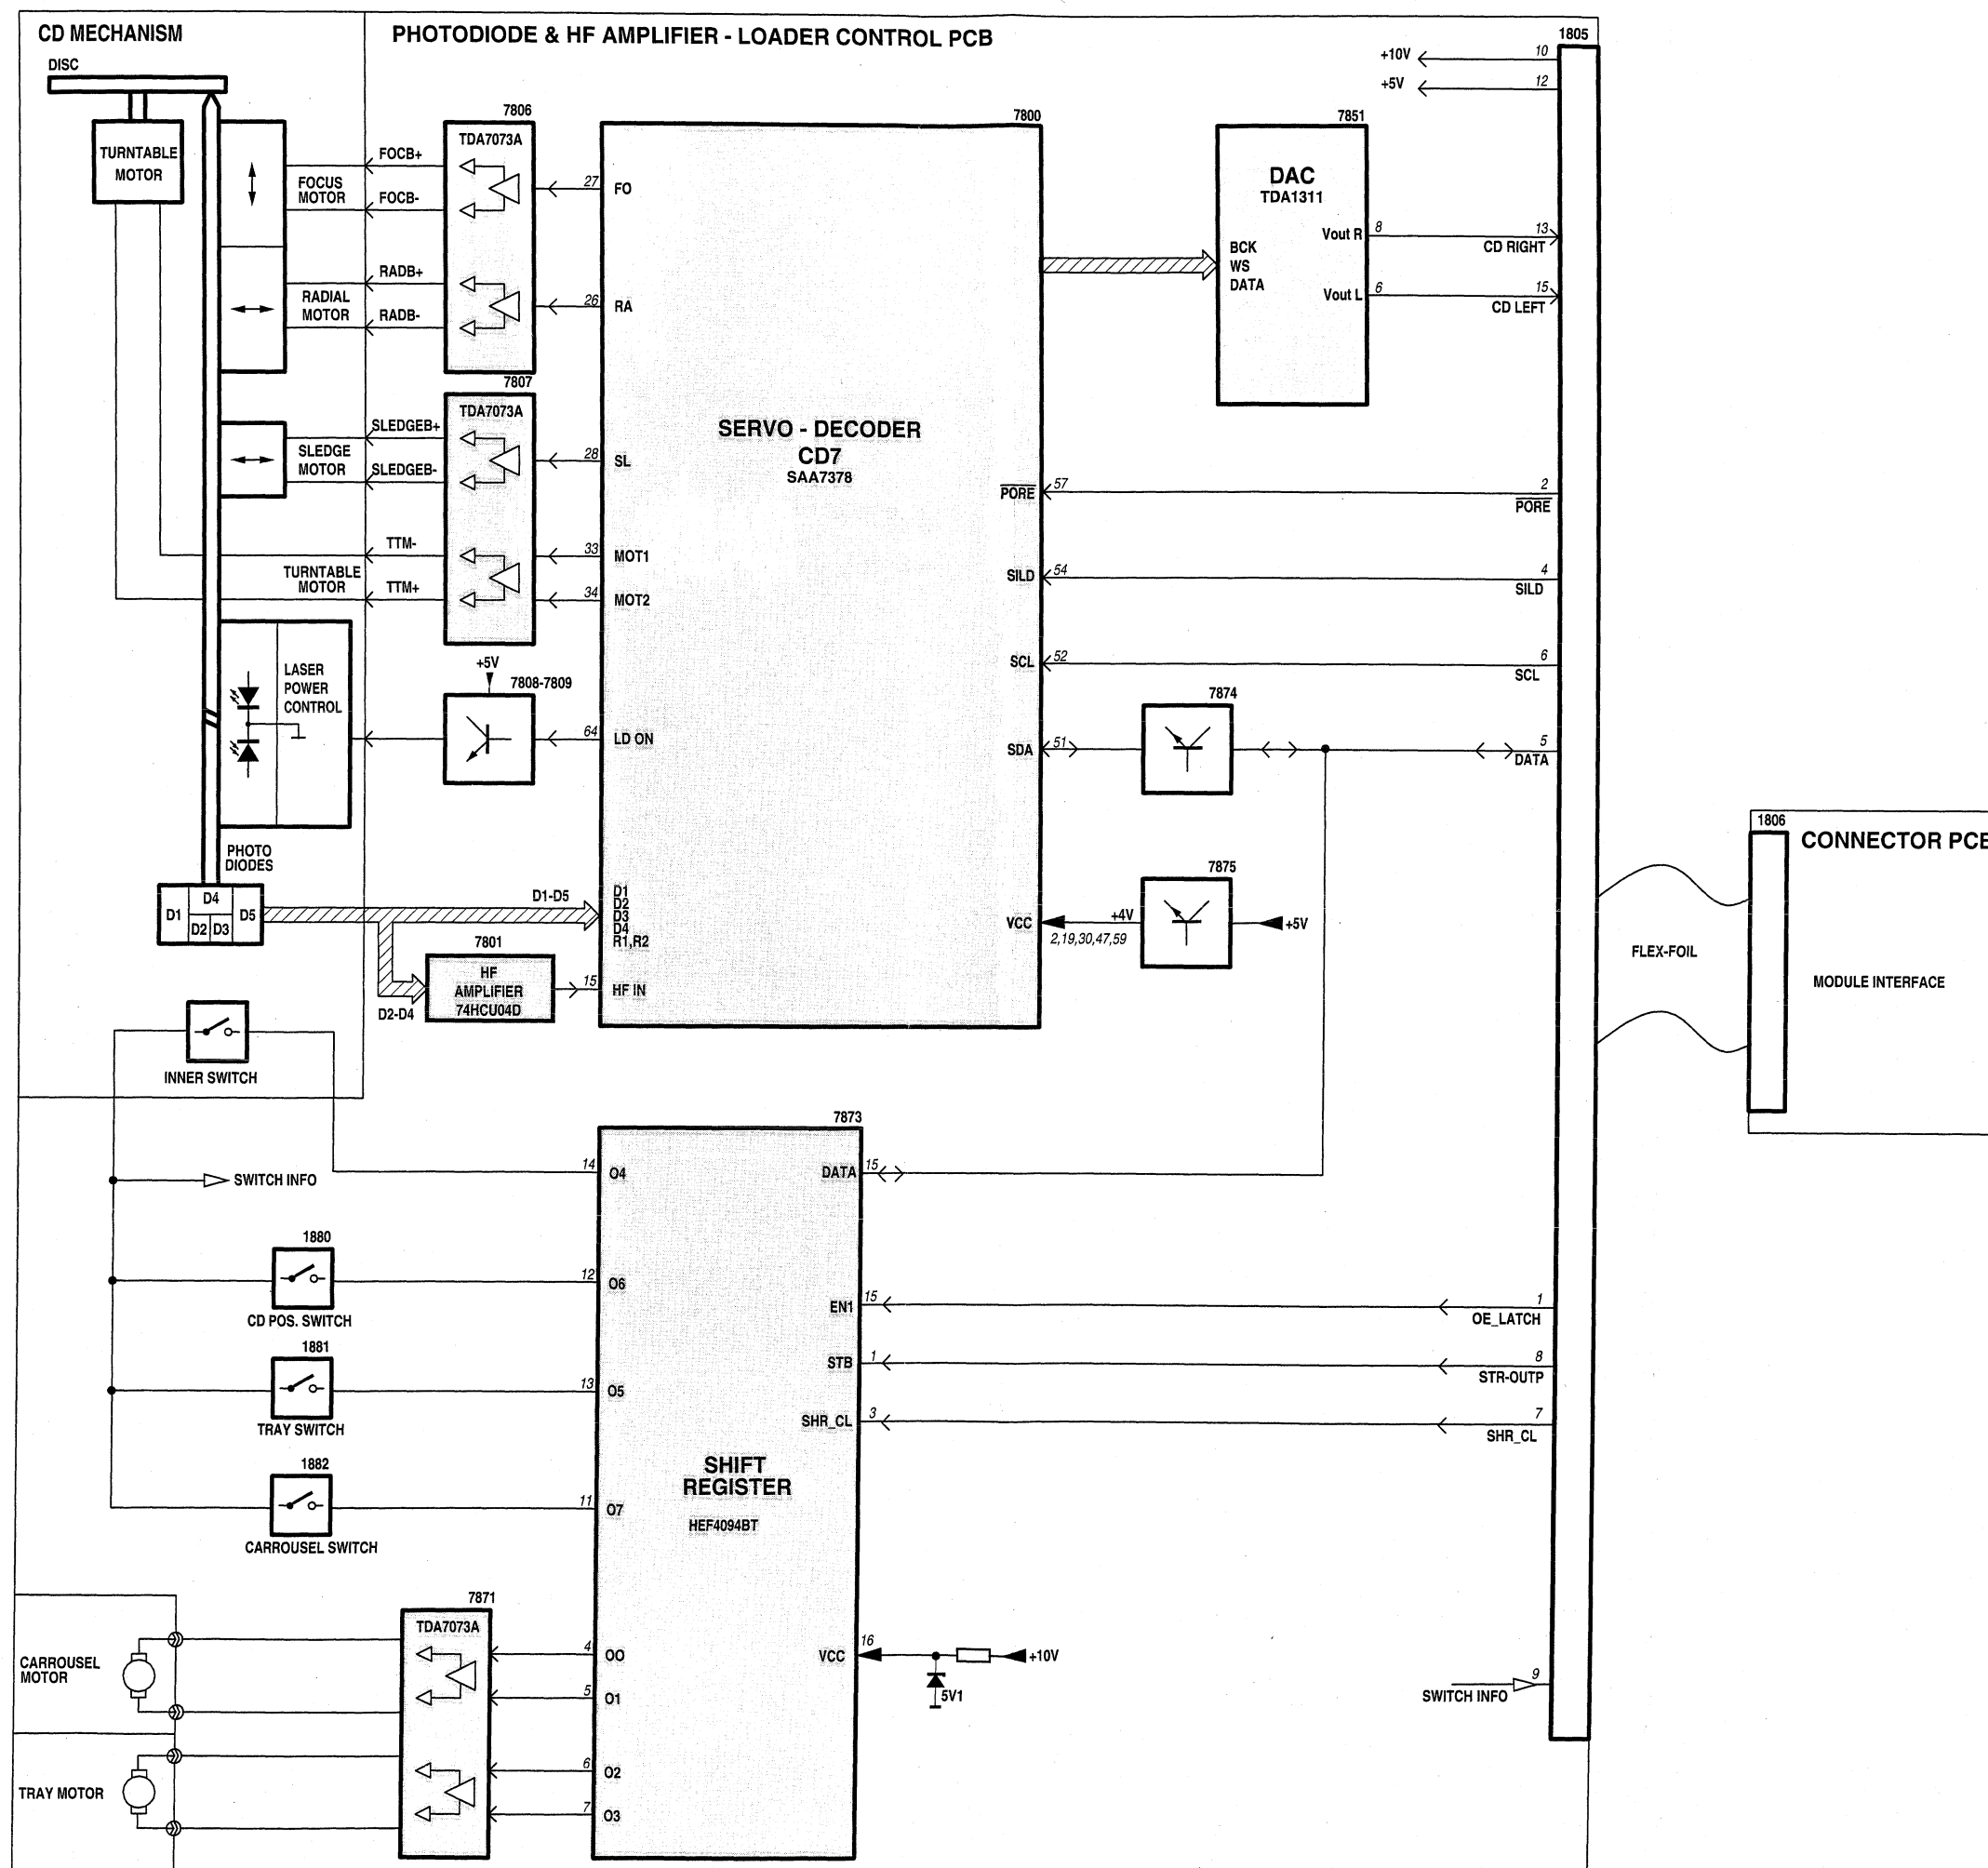 CD MECHANISM
PHOTODIODE & HF AMPLIFIER - LOADER CONTROL PCB
DISC
TURNTABLE
MOTOR
FOCUS
MOTOR
RADIAL
MOTOR
FOCB+
FOCB-
RADB+
RADB-
7806
TDA7073A
27
FO
26
RA
7807
TDA7073A
SLEDGE
MOTOR
SLEDGEB+
SLEDGEB-
28
SL
TTM-
TURNTABLE
MOTOR
TTM+
33
MOT1
34
MOT2
LASER
POWER
CONTROL
+5V
7808-7809
64
LD ON
PHOTO
DIODES
D1
D4
D5
D2
D3
D1-D5
D1
D2
D3
D4
R1,R2
7801
HF
AMPLIFIER
74HCU04D
D2-D4
15
HF IN
7800
SERVO - DECODER
CD7
SAA7378
PORE
57
SILD
54
SCL
52
SDA
51
VCC
+4V
2,19,30,47,59
7874
7875
+5V
7851
DAC
TDA1311
BCK
WS
DATA
Vout R
8
Vout L
6
1805
+10V
10
+5V
12
13
CD RIGHT
15
CD LEFT
2
PORE
4
SILD
6
SCL
5
DATA
1806
CONNECTOR PCB
FLEX-FOIL
MODULE INTERFACE
INNER SWITCH
SWITCH INFO
1880
CD POS. SWITCH
1881
TRAY SWITCH
1882
CARROUSEL SWITCH
7873
14
O4
12
O6
13
O5
11
O7
DATA
15
EN1
15
STB
1
SHR_CL
3
SHIFT
REGISTER
HEF4094BT
1
OE_LATCH
8
STR-OUTP
7
SHR_CL
CARROUSEL
MOTOR
TRAY MOTOR
7871
TDA7073A
4
OO
5
O1
6
O2
7
O3
VCC
16
+10V
5V1
9
SWITCH INFO